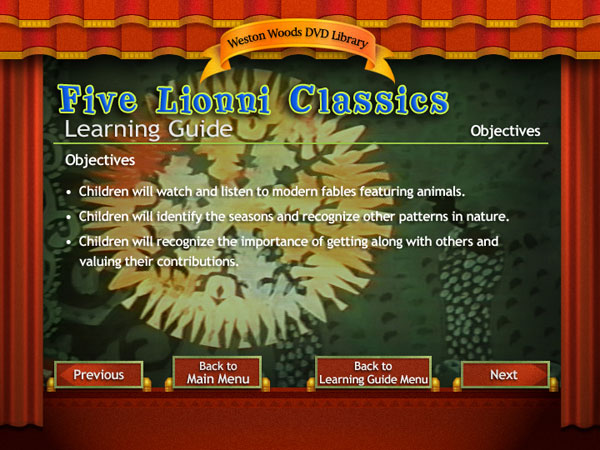 Weston Woods DVD Library
Five Lionni Classics
Learning Guide
Objectives
Objectives
• Children will watch and listen to modern fables featuring animals.
• Children will identify the seasons and recognize other patterns in nature.
• Children will recognize the importance of getting along with others and
valuing their contributions.
Previous
Back to
Main Menu
Back to
Learning Guide Menu
Next